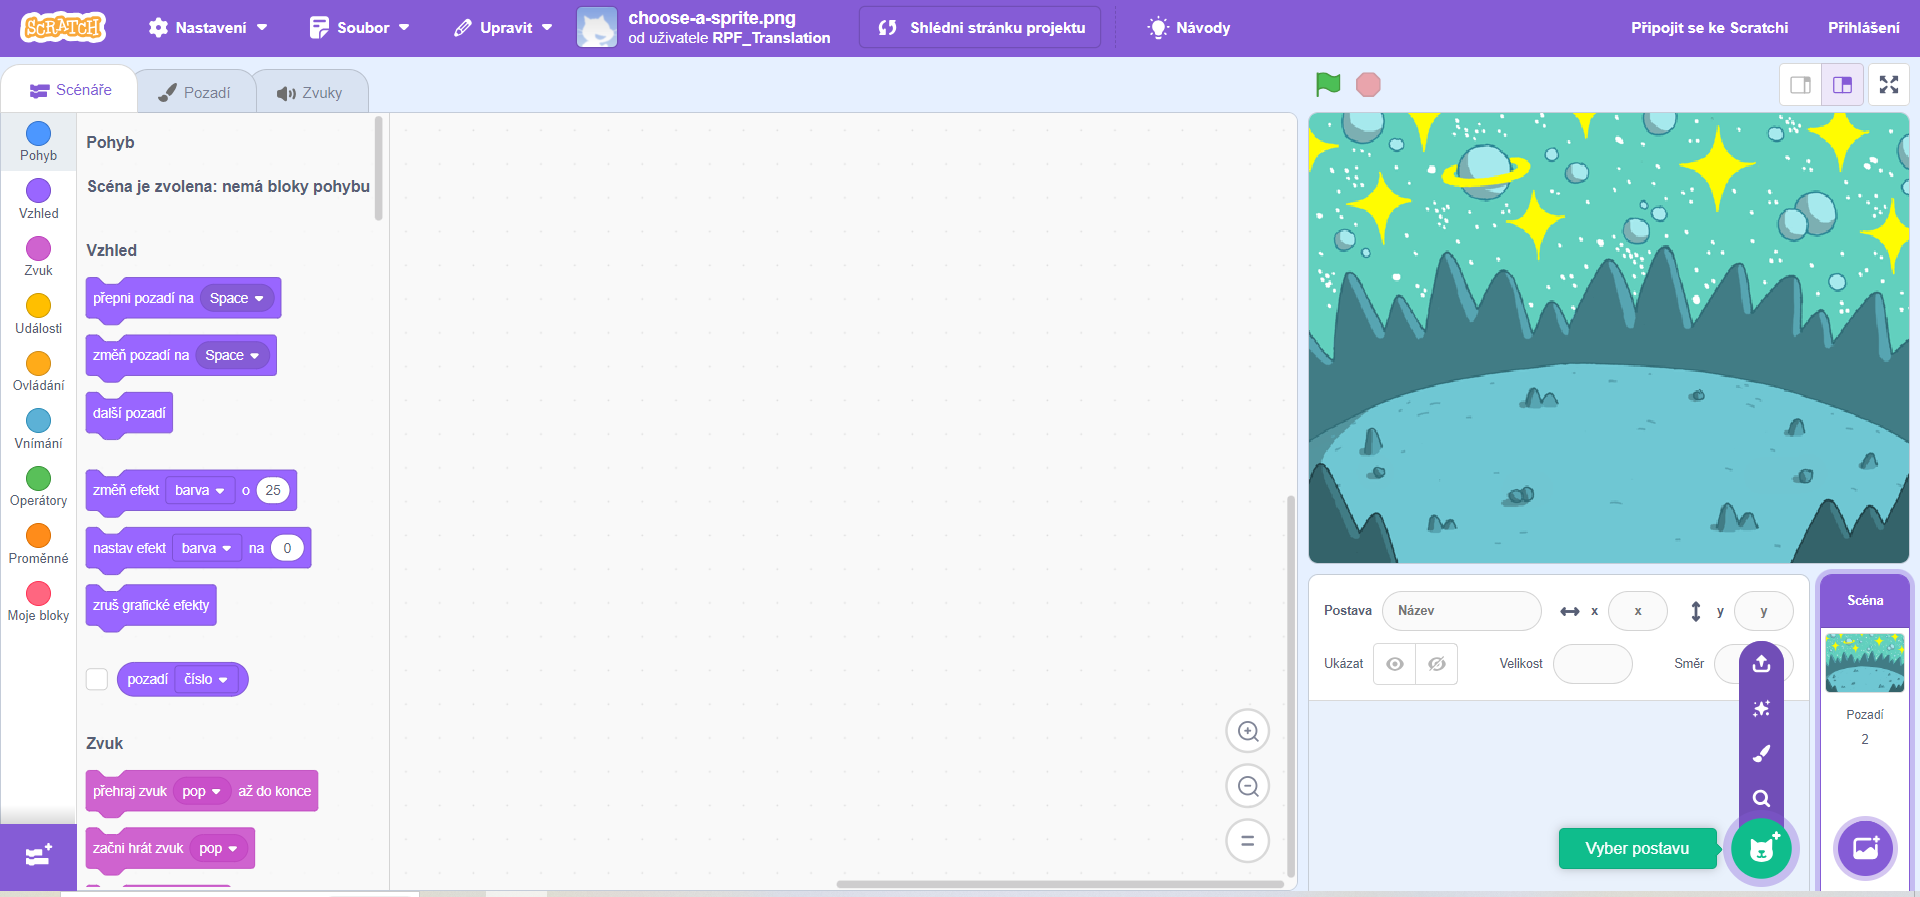 SCRATCH
Nastavení
Soubor
Upravit
choose-a-sprite.png
od uživatele RPF_Translation
Shlédni stránku projektu
Návody
Připojit se ke Scratchi
Přihlášení
Scénáře
Pozadí
Zvuky
Pohyb
Vzhled
Zvuk
Události
Ovládání
Vnímání
Operátory
Proměnné
Moje bloky
Pohyb
Scéna je zvolena: nemá bloky pohybu
Vzhled
přepni pozadí na Space
změň pozadí na Space
další pozadí
změň efekt barva o 25
nastav efekt barva na 0
zruš grafické efekty
pozadí číslo
Zvuk
přehraj zvuk pop až do konce
začni hrát zvuk pop
Postava Název x x y y
Ukázat Velikost Směr
Vyber postavu
Scéna
Pozadí
2